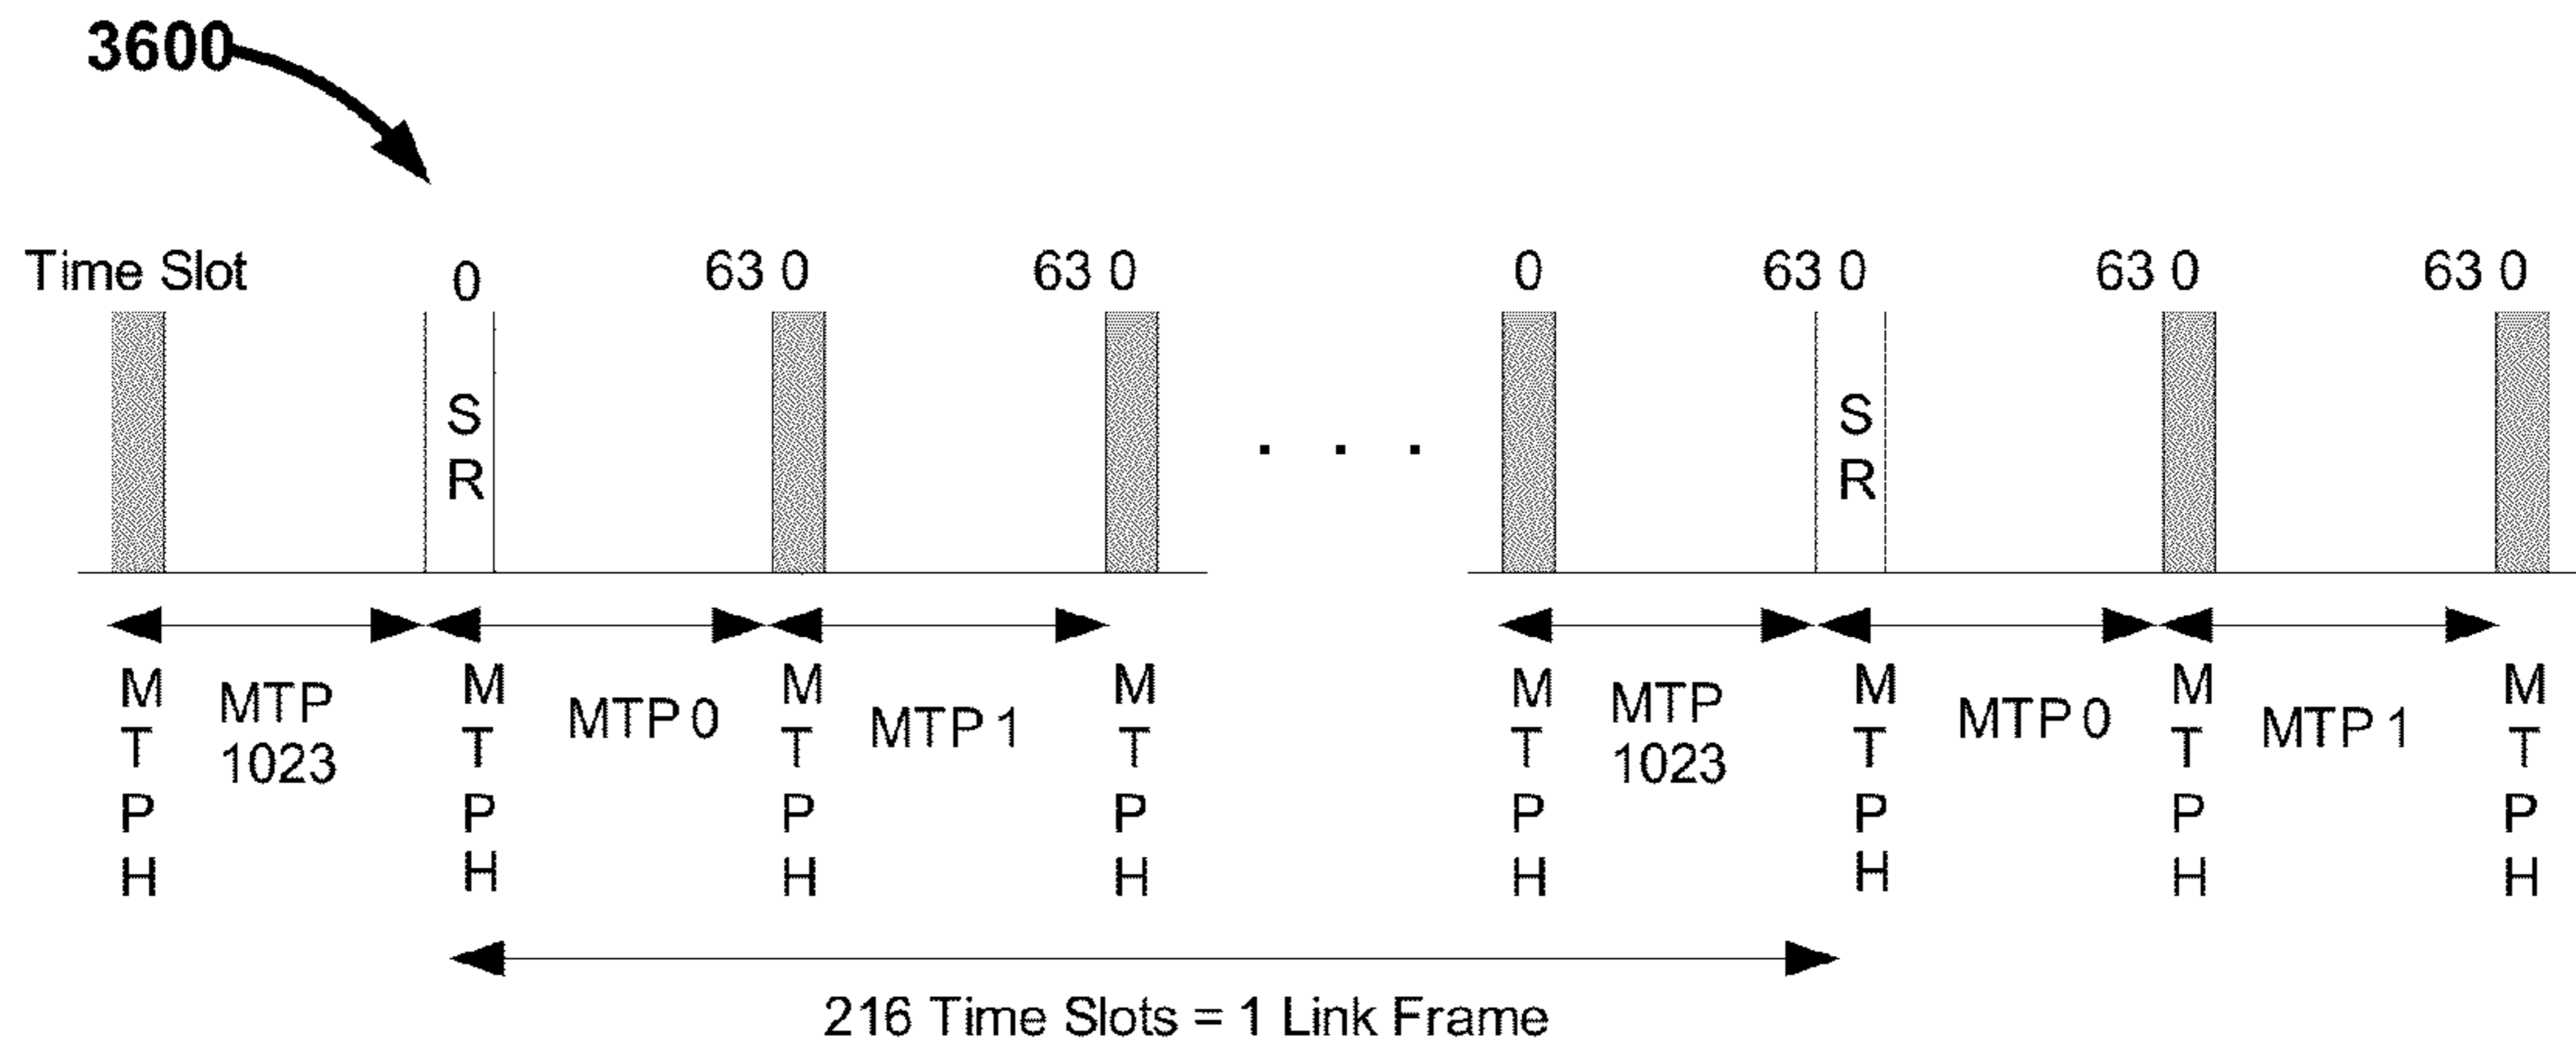 3600
Time Slot 0 63 0 63 0 0 63 0 63 0 63 0
S R S R
. . .
M T P H MTP 1023 M T P H MTP 0 M T P H MTP 1 M T P H M T P H MTP 1023 M T P H MTP 0 M T P H MTP 1 M T P H
216 Time Slots = 1 Link Frame